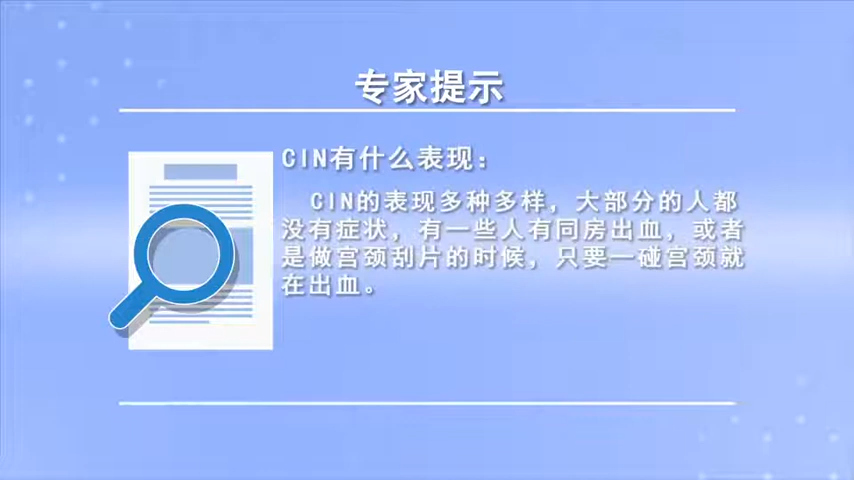 专家提示
CIN有什么表现：
CIN的表现多种多样，大部分的人都
没有症状，有一些人有同房出血，或者
是做宫颈刮片的时候，只要一碰宫颈就
在出血。